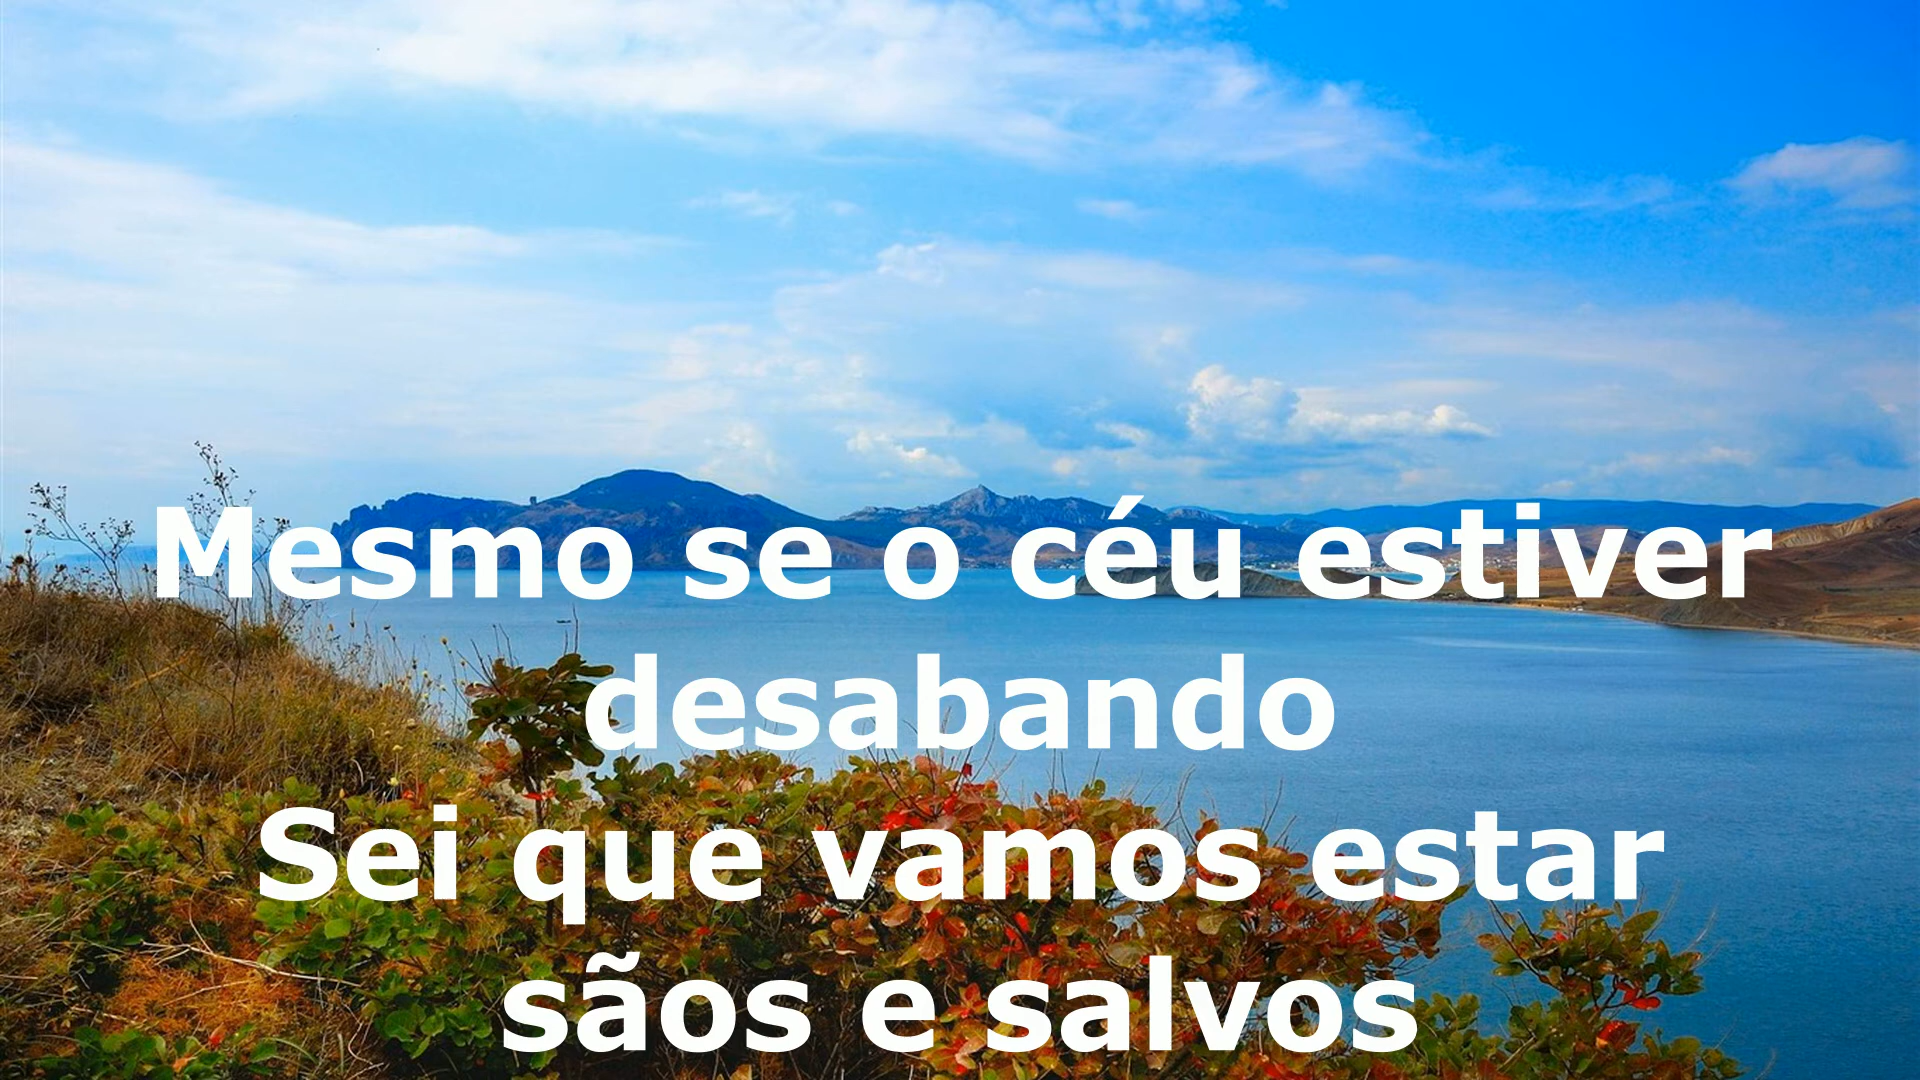 Mesmo se o céu estiver
desabando
Sei que vamos estar
sãos e salvos